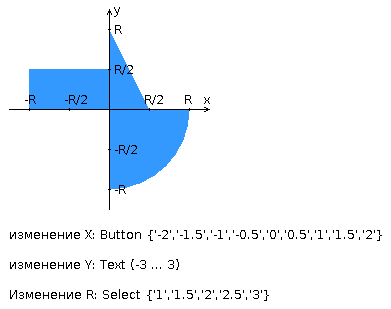 y
R
R/2
-R
-R/2
R/2
R
x
-R/2
-R
изменение X: Button {'-2','-1.5','-1','-0.5','0','0.5','1','1.5','2'}
изменение Y: Text (-3 ... 3)
Изменение R: Select {'1','1.5','2','2.5','3'}